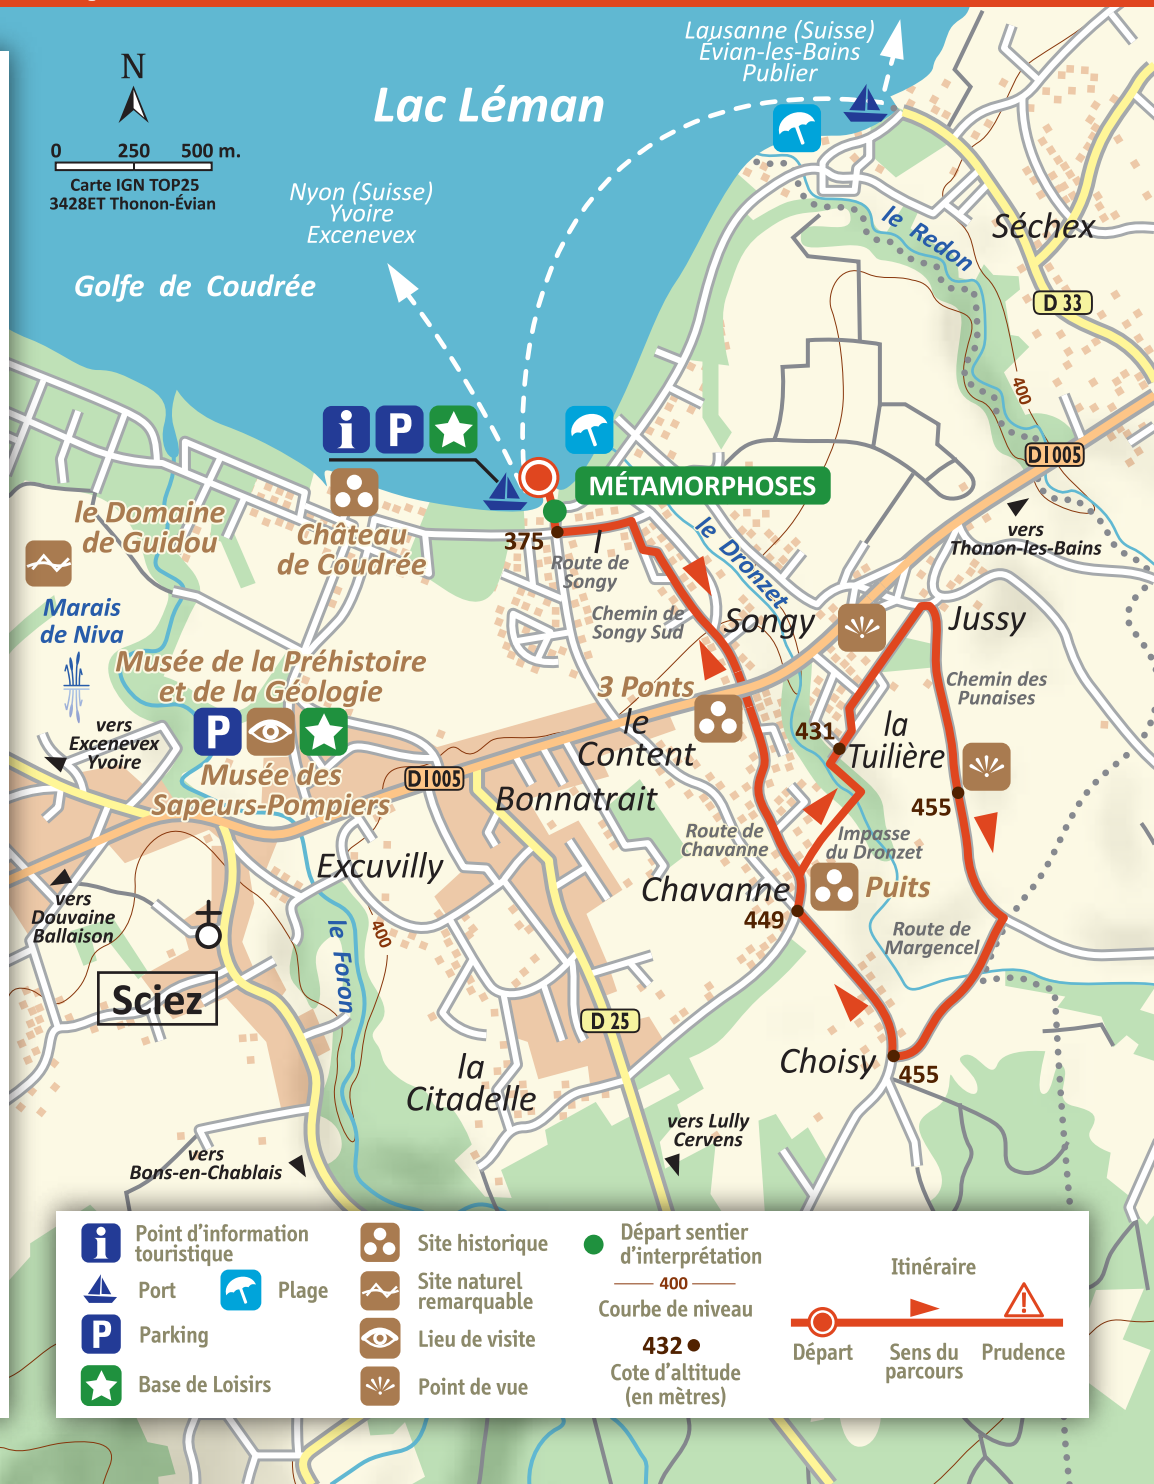 Lausanne (Suisse)
Évian-les-Bains
Publier
N
Lac Léman
0 250 500 m.
Carte IGN TOP25
3428ET Thonon-Évian
Nyon (Suisse)
Yvoire
Excenevex
le Redon
Séchex
Golfe de Coudrée
D 33
400
i P
D1005
MÉTAMORPHOSES
le Domaine
de Guidou
Château
de Coudrée
375
Route de
Songy
le Dronzet
vers
Thonon-les-Bains
Marais
de Niva
Chemin de
Songy Sud
Songy
Jussy
Musée de la Préhistoire
et de la Géologie
3 Ponts
Chemin des
Punaises
P
vers
Excenevex
Yvoire
le
Content
431
la
Tuilière
Musée des
Sapeurs-Pompiers
D1005
Bonnatrait
455
Route de
Chavanne
Impasse
du Dronzet
Excuvilly
Chavanne
Puits
449
vers
Douvaine
Ballaison
le Foron
400
Route de
Margencel
Sciez
D 25
Choisy
455
la
Citadelle
vers Lully
Cervens
vers
Bons-en-Chablais
i
Point d'information
touristique
Port
Plage
P
Parking
Base de Loisirs
Site historique
Site naturel
remarquable
Lieu de visite
Point de vue
Départ sentier
d'interprétation
400
Courbe de niveau
432
Cote d'altitude
(en mètres)
Itinéraire
!
Départ
Sens du
parcours
Prudence